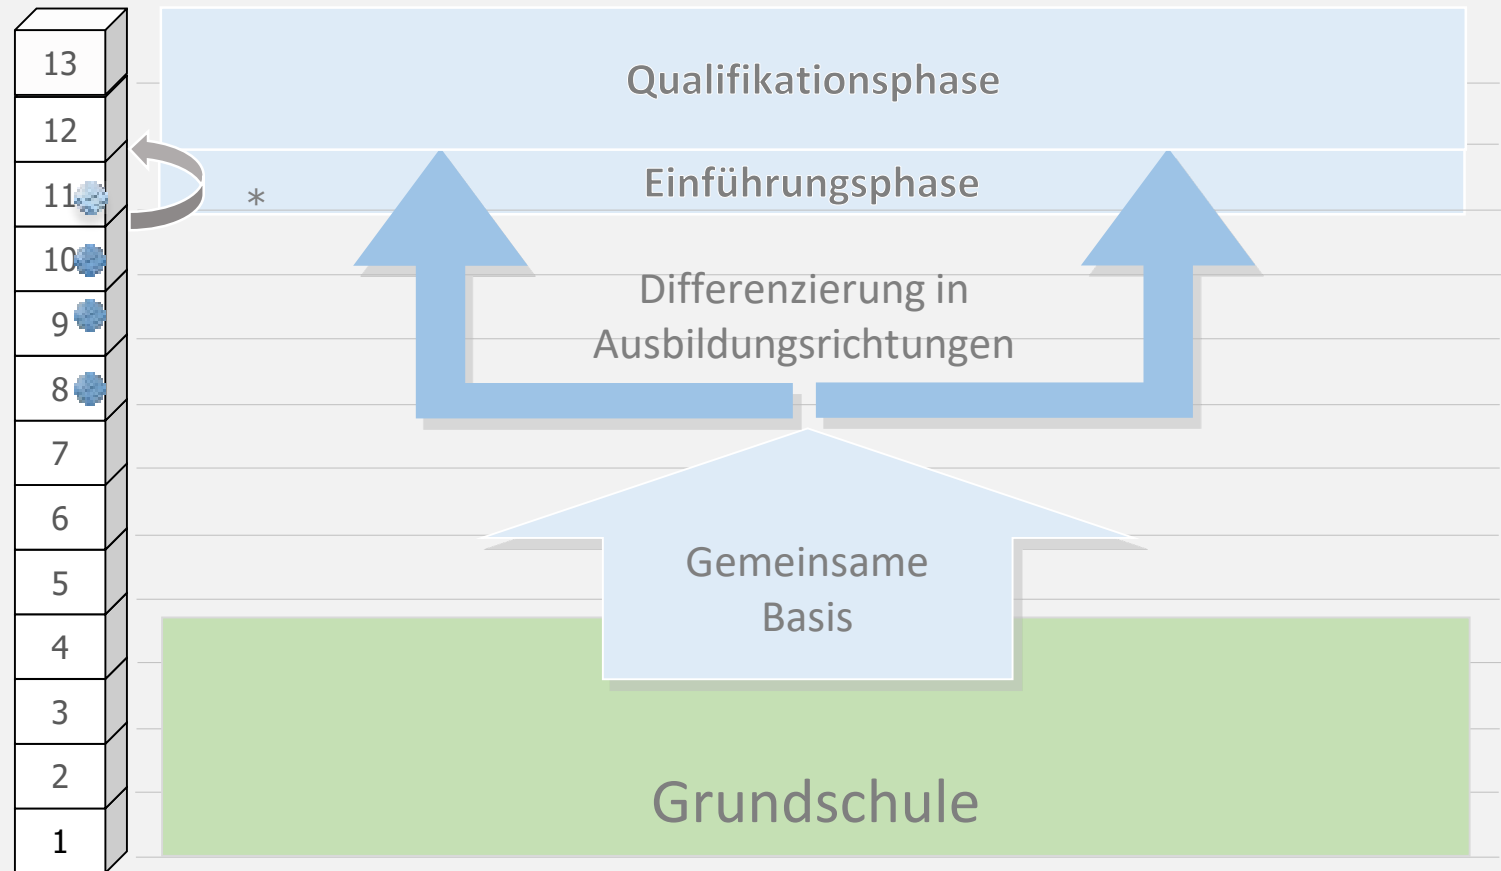 13
Qualifikationsphase
12
Einführungsphase
11
*
10
Differenzierung in
Ausbildungsrichtungen
9
8
7
6
Gemeinsame
Basis
5
4
3
2
Grundschule
1